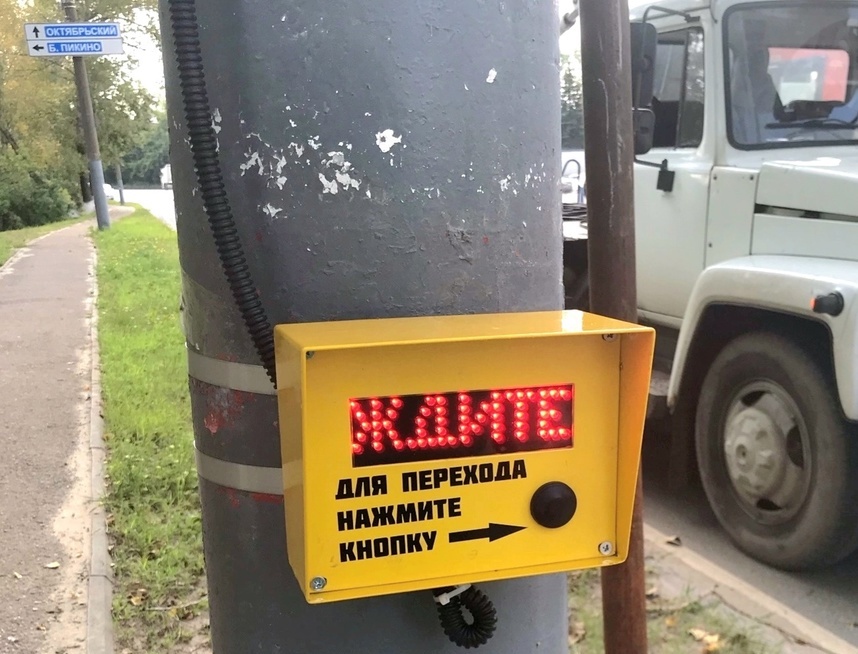 ОКТЯБРЬСКИЙ
Б. ПИКИНО
ЖДИТЕ
ДЛЯ ПЕРЕХОДА
НАЖМИТЕ
КНОПКУ